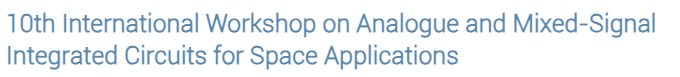 10th International Workshop on Analogue and Mixed-Signal
Integrated Circuits for Space Applications